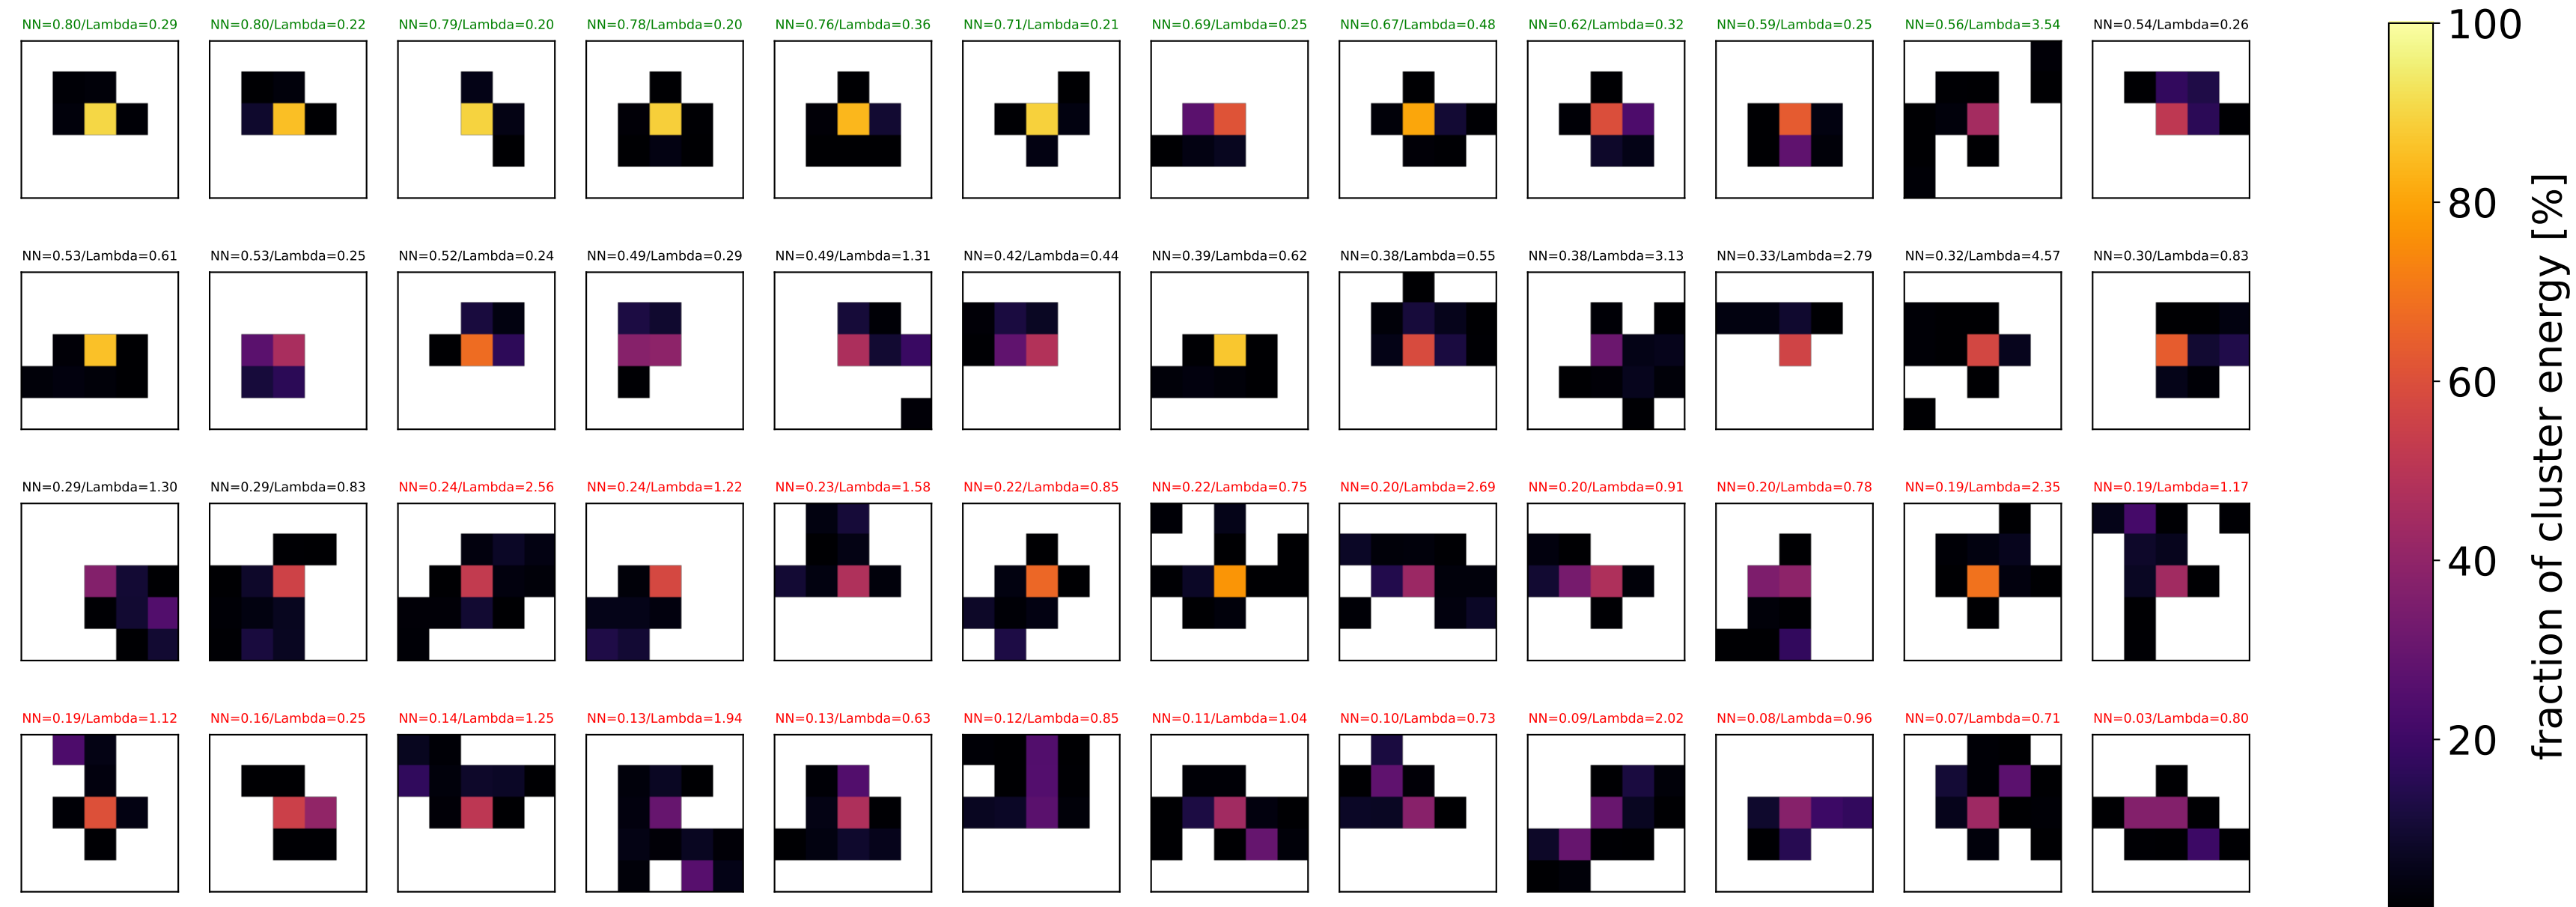 NN=0.80/Lambda=0.29
NN=0.80/Lambda=0.22
NN=0.79/Lambda=0.20
NN=0.78/Lambda=0.20
NN=0.76/Lambda=0.36
NN=0.71/Lambda=0.21
NN=0.69/Lambda=0.25
NN=0.67/Lambda=0.48
NN=0.62/Lambda=0.32
NN=0.59/Lambda=0.25
NN=0.56/Lambda=3.54
NN=0.54/Lambda=0.26
NN=0.53/Lambda=0.61
NN=0.53/Lambda=0.25
NN=0.52/Lambda=0.24
NN=0.49/Lambda=0.29
NN=0.49/Lambda=1.31
NN=0.42/Lambda=0.44
NN=0.39/Lambda=0.62
NN=0.38/Lambda=0.55
NN=0.38/Lambda=3.13
NN=0.33/Lambda=2.79
NN=0.32/Lambda=4.57
NN=0.30/Lambda=0.83
NN=0.29/Lambda=1.30
NN=0.29/Lambda=0.83
NN=0.24/Lambda=2.56
NN=0.24/Lambda=1.22
NN=0.23/Lambda=1.58
NN=0.22/Lambda=0.85
NN=0.22/Lambda=0.75
NN=0.20/Lambda=2.69
NN=0.20/Lambda=0.91
NN=0.20/Lambda=0.78
NN=0.19/Lambda=2.35
NN=0.19/Lambda=1.17
NN=0.19/Lambda=1.12
NN=0.16/Lambda=0.25
NN=0.14/Lambda=1.25
NN=0.13/Lambda=1.94
NN=0.13/Lambda=0.63
NN=0.12/Lambda=0.85
NN=0.11/Lambda=1.04
NN=0.10/Lambda=0.73
NN=0.09/Lambda=2.02
NN=0.08/Lambda=0.96
NN=0.07/Lambda=0.71
NN=0.03/Lambda=0.80
100
80
60
40
20
fraction of cluster energy [%]